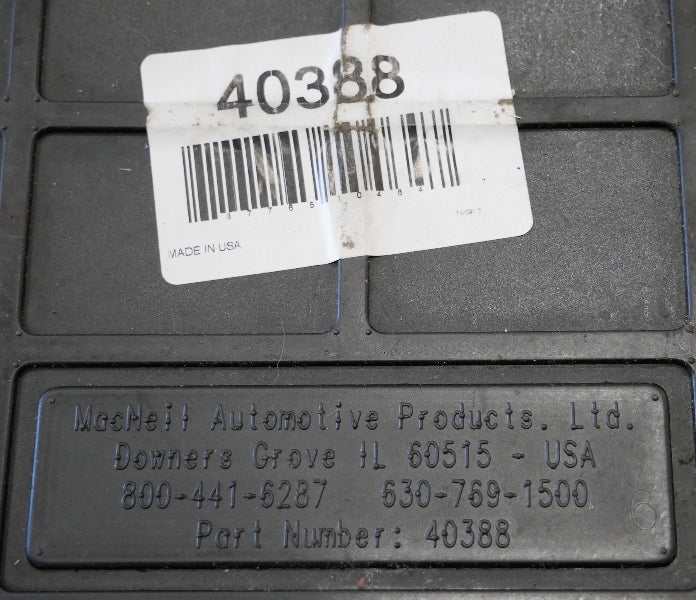 40388
MADE IN USA
MacNeil Automotive Products, Ltd.
Downers Grove IL 60515 - USA
800-441-6287 630-769-1500
Part Number: 40388